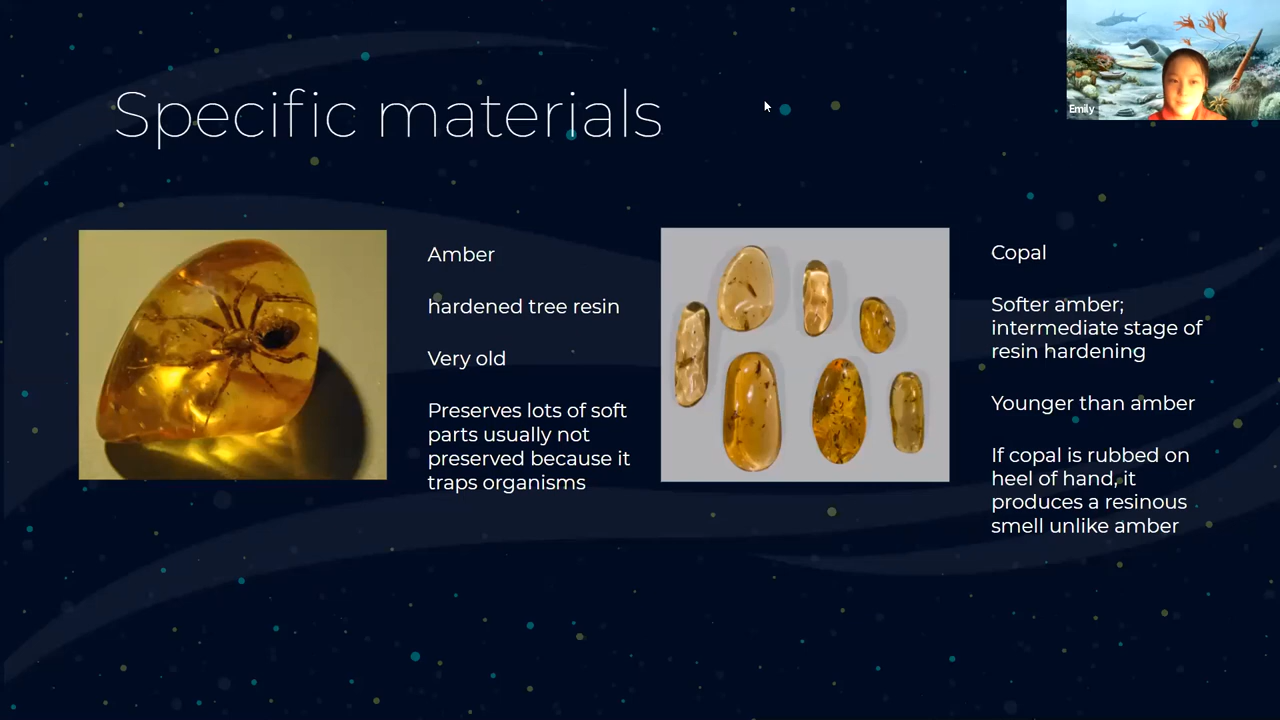 Specific materials
Emily
Amber
hardened tree resin
Very old
Preserves lots of soft
parts usually not
preserved because it
traps organisms
Copal
Softer amber;
intermediate stage of
resin hardening
Younger than amber
If copal is rubbed on
heel of hand, it
produces a resinous
smell unlike amber